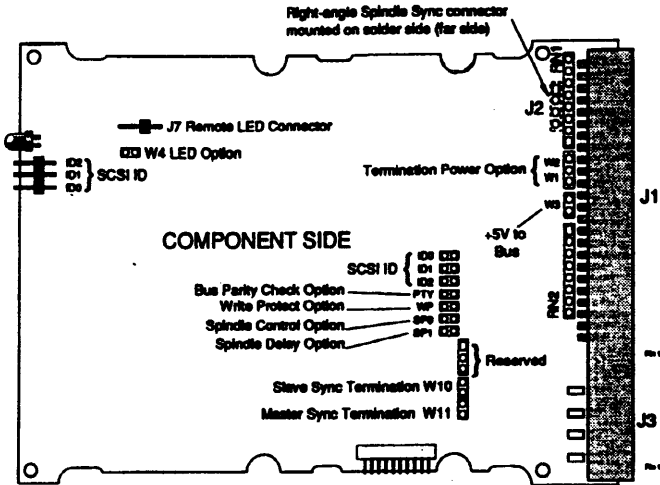 Right-angle Spindle Sync connector
mounted on solder side (far side)
RN1
J2
J7 Remote LED Connector
W4 LED Option
ID2
ID1
ID0
SCSI ID
Termination Power Option
W2
W1
W3
J1
+5V to
Bus
COMPONENT SIDE
SCSI ID
ID0
ID1
ID2
Bus Parity Check Option
PTY
Write Protect Option
WP
Spindle Control Option
SP0
Spindle Delay Option
SP1
RN2
Reserved
Slave Sync Termination W10
Master Sync Termination W11
J3